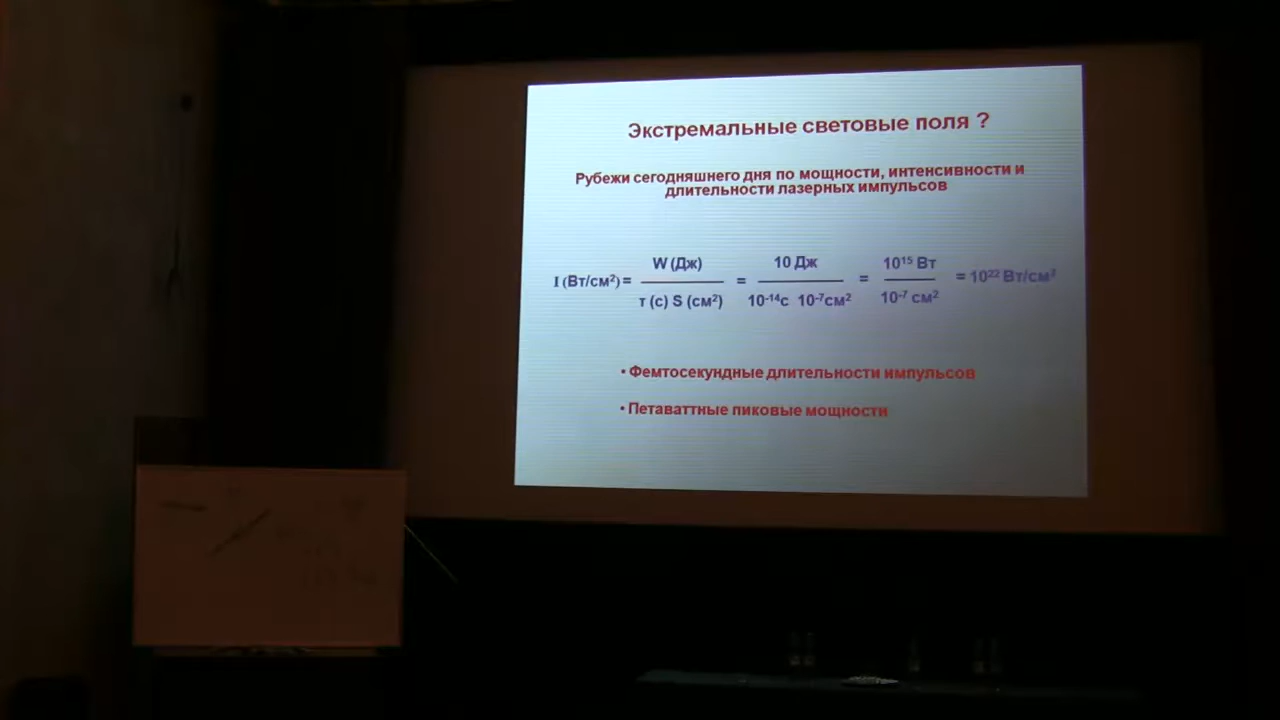 Экстремальные световые поля ?
Рубежи сегодняшнего дня по мощности, интенсивности и
длительности лазерных импульсов
I (Вт/см²) = W (Дж) / τ (с) S (см²) = 10 Дж / 10⁻¹⁴с 10⁻⁷см² = 10¹⁵ Вт / 10⁻⁷ см² = 10²² Вт/см²
• Фемтосекундные длительности импульсов
• Петаваттные пиковые мощности